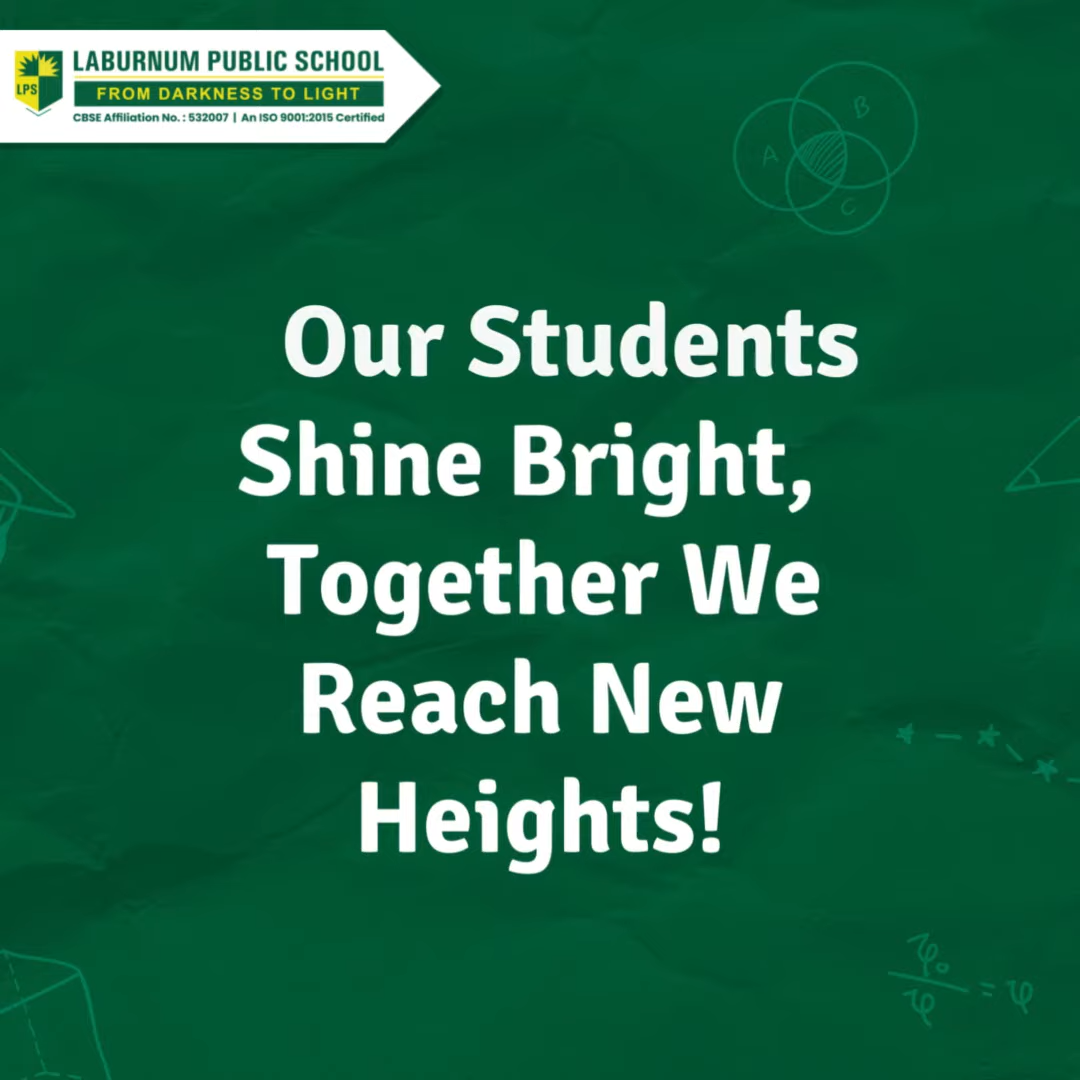 LABURNUM PUBLIC SCHOOL
LPS
FROM DARKNESS TO LIGHT
CBSE Affiliation No. : 532007 | An ISO 9001:2015 Certified
B
A
C
Our Students
Shine Bright,
Together We
Reach New
Heights!